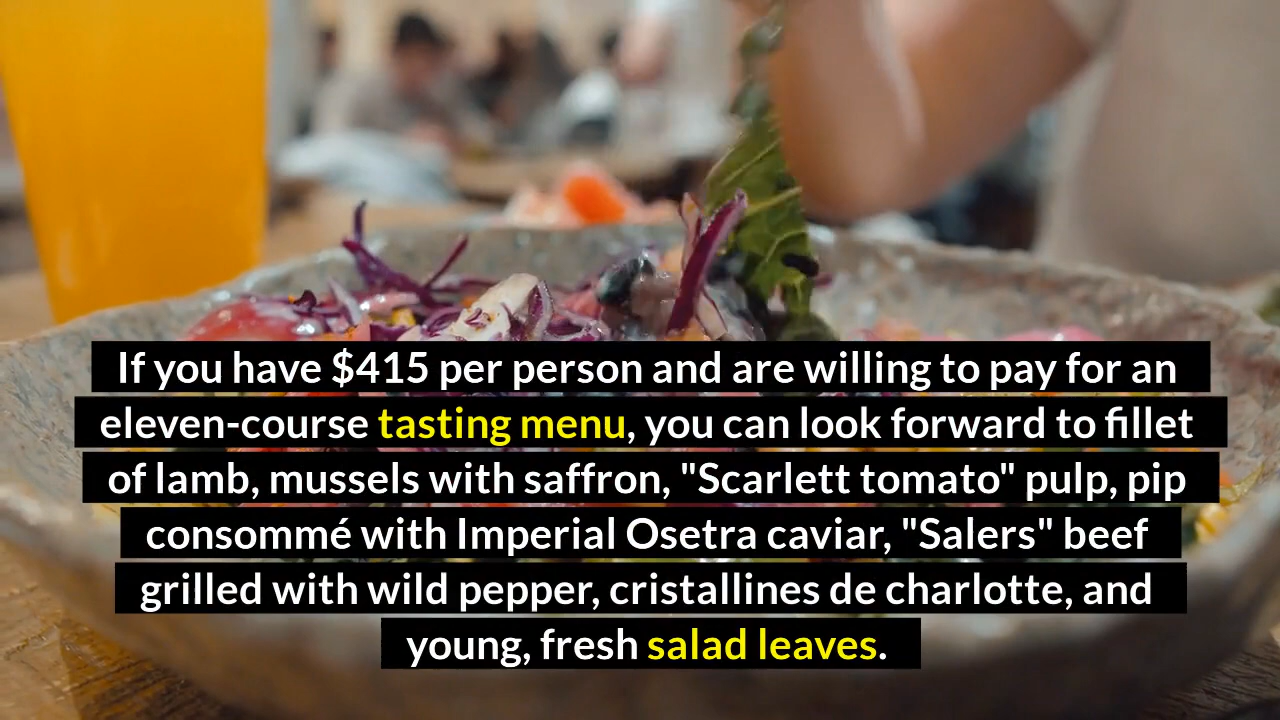 If you have $415 per person and are willing to pay for an
eleven-course tasting menu, you can look forward to fillet
of lamb, mussels with saffron, "Scarlett tomato" pulp, pip
consommé with Imperial Osetra caviar, "Salers" beef
grilled with wild pepper, cristallines de charlotte, and
young, fresh salad leaves.